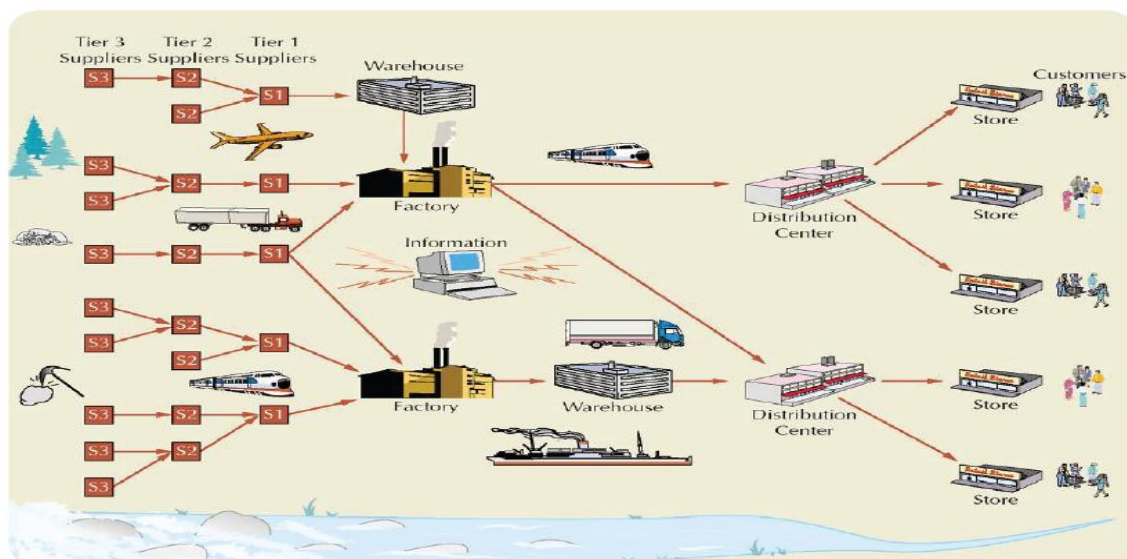 Tier 3 Tier 2 Tier 1
Suppliers Suppliers Suppliers
Warehouse
Customers
S3 S2
S1
S2
Store
S3
S2 S1
S3
Factory
Distribution
Center
Store
S3 S2 S1
Information
Store
S3
S2
S3
S1
S2
Factory
Warehouse
Distribution
Center
Store
S3 S2 S1
S3 S2
S3
Store